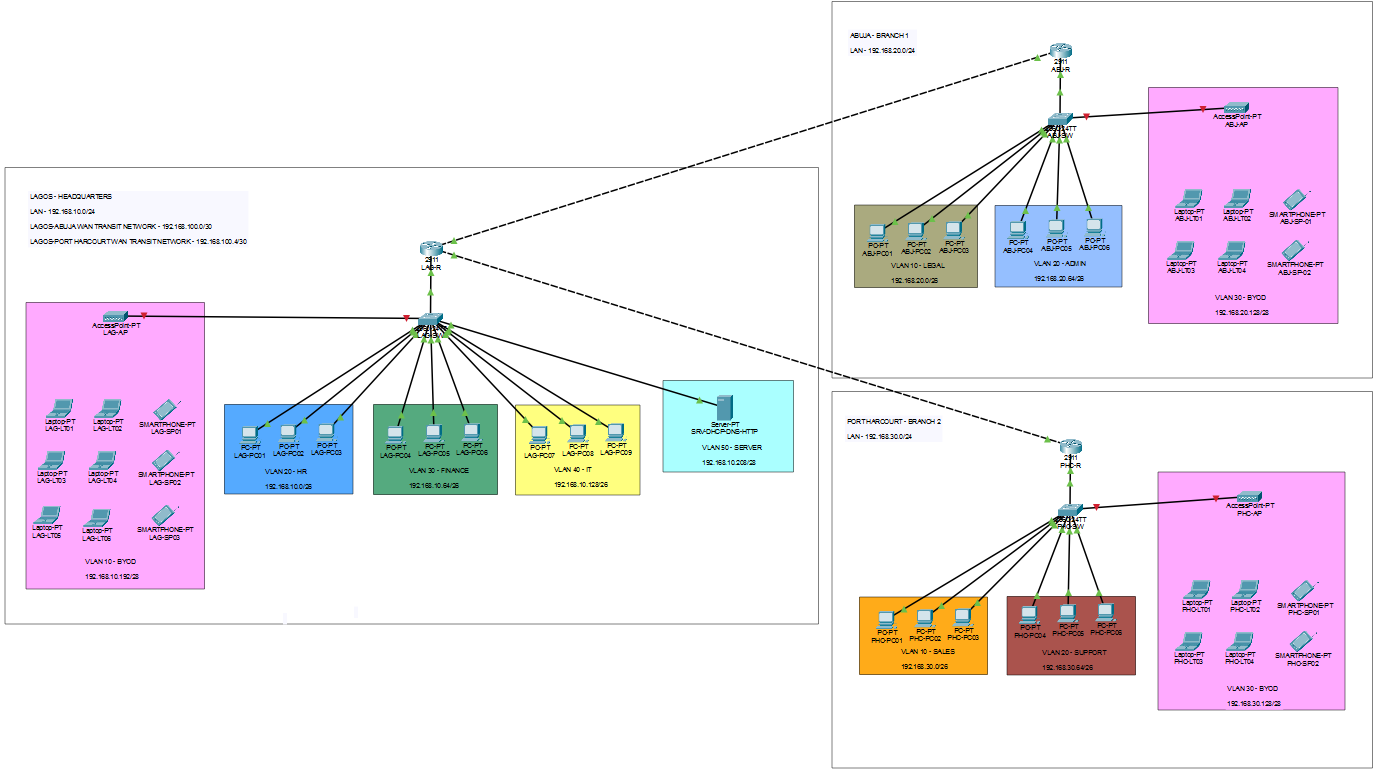 ABUJA - BRANCH 1
LAN - 192.168.20.0/24
2911
ABJ-R
AccessPoint-PT
ABJ-AP
ABJ-SW
Laptop-PT
ABJ-LT01
Laptop-PT
ABJ-LT02
SMARTPHONE-PT
ABJ-SP-01
Laptop-PT
ABJ-LT03
Laptop-PT
ABJ-LT04
SMARTPHONE-PT
ABJ-SP-02
VLAN 30 - BYOD
192.168.20.128/28
PC-PT
ABJ-PC01
PC-PT
ABJ-PC02
PC-PT
ABJ-PC03
VLAN 10 - LEGAL
192.168.20.0/26
PC-PT
ABJ-PC04
PC-PT
ABJ-PC05
PC-PT
ABJ-PC06
VLAN 20 - ADMIN
192.168.20.64/26
LAGOS - HEADQUARTERS
LAN - 192.168.10.0/24
LAGOS-ABUJA WAN TRANSIT NETWORK - 192.168.100.0/30
LAGOS-PORT HARCOURT WAN TRANSIT NETWORK - 192.168.100.4/30
2911
LAG-R
AccessPoint-PT
LAG-AP
LAG-SW
Laptop-PT
LAG-LT01
Laptop-PT
LAG-LT02
SMARTPHONE-PT
LAG-SP01
Laptop-PT
LAG-LT03
Laptop-PT
LAG-LT04
SMARTPHONE-PT
LAG-SP02
Laptop-PT
LAG-LT05
Laptop-PT
LAG-LT06
SMARTPHONE-PT
LAG-SP03
VLAN 10 - BYOD
192.168.10.192/28
PC-PT
LAG-PC01
PC-PT
LAG-PC02
PC-PT
LAG-PC03
VLAN 20 - HR
192.168.10.0/26
PC-PT
LAG-PC04
PC-PT
LAG-PC05
PC-PT
LAG-PC06
VLAN 30 - FINANCE
192.168.10.64/26
PC-PT
LAG-PC07
PC-PT
LAG-PC08
PC-PT
LAG-PC09
VLAN 40 - IT
192.168.10.128/26
Server-PT
SRV-DHCP-DNS-HTTP
VLAN 50 - SERVER
192.168.10.208/28
PORT HARCOURT - BRANCH 2
LAN - 192.168.30.0/24
2911
PHC-R
AccessPoint-PT
PHC-AP
PHC-SW
Laptop-PT
PHC-LT01
Laptop-PT
PHC-LT02
SMARTPHONE-PT
PHC-SP01
Laptop-PT
PHC-LT03
Laptop-PT
PHC-LT04
SMARTPHONE-PT
PHC-SP02
VLAN 30 - BYOD
192.168.30.128/28
PC-PT
PHC-PC01
PC-PT
PHC-PC02
PC-PT
PHC-PC03
VLAN 10 - SALES
192.168.30.0/26
PC-PT
PHC-PC04
PC-PT
PHC-PC05
PC-PT
PHC-PC06
VLAN 20 - SUPPORT
192.168.30.64/26